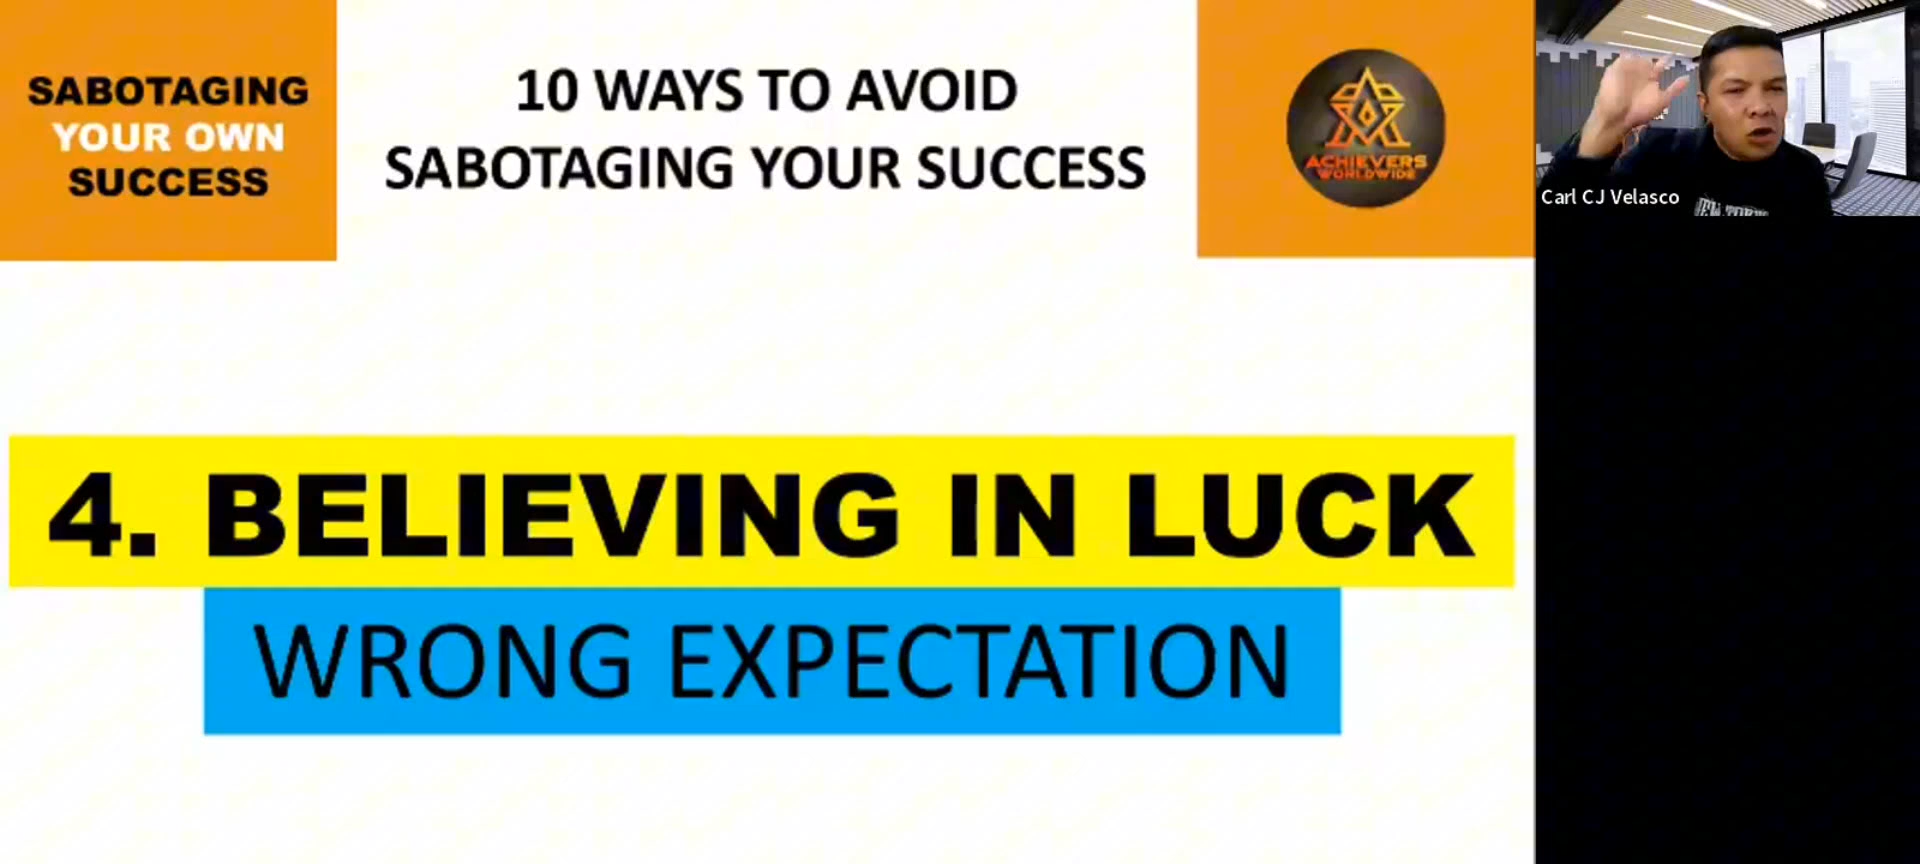 SABOTAGING
YOUR OWN
SUCCESS
10 WAYS TO AVOID
SABOTAGING YOUR SUCCESS
ACHIEVERS
WORLDWIDE
Carl CJ Velasco
4. BELIEVING IN LUCK
WRONG EXPECTATION